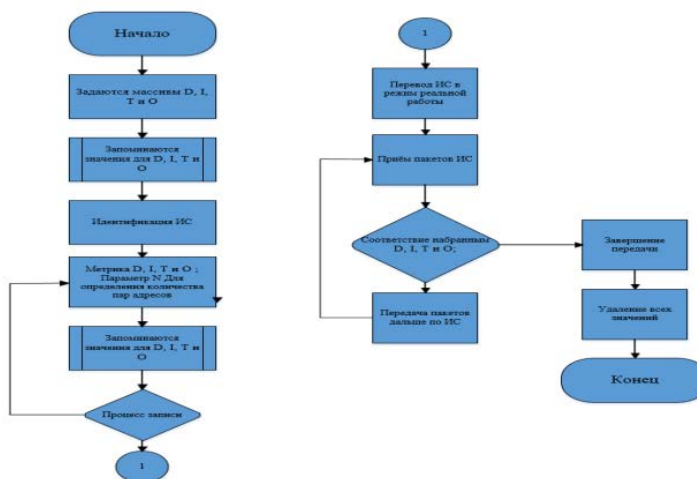 Начало
Задаются массивы D, I,
T и O
Запоминаются
значения для D, I, T и
O
Идентификация ИС
Метрика D, I, T и O ;
Параметр N Для
определения количества
пар адресов
Запоминаются
значения для D, I, T и
O
Процесс записи
1
1
Перевод ИС в
режим реальной
работы
Приём пакетов ИС
Соответствие набранным
D, I, T и O;
Передача пакетов
дальше по ИС
Завершение
передачи
Удаление всех
значений
Конец